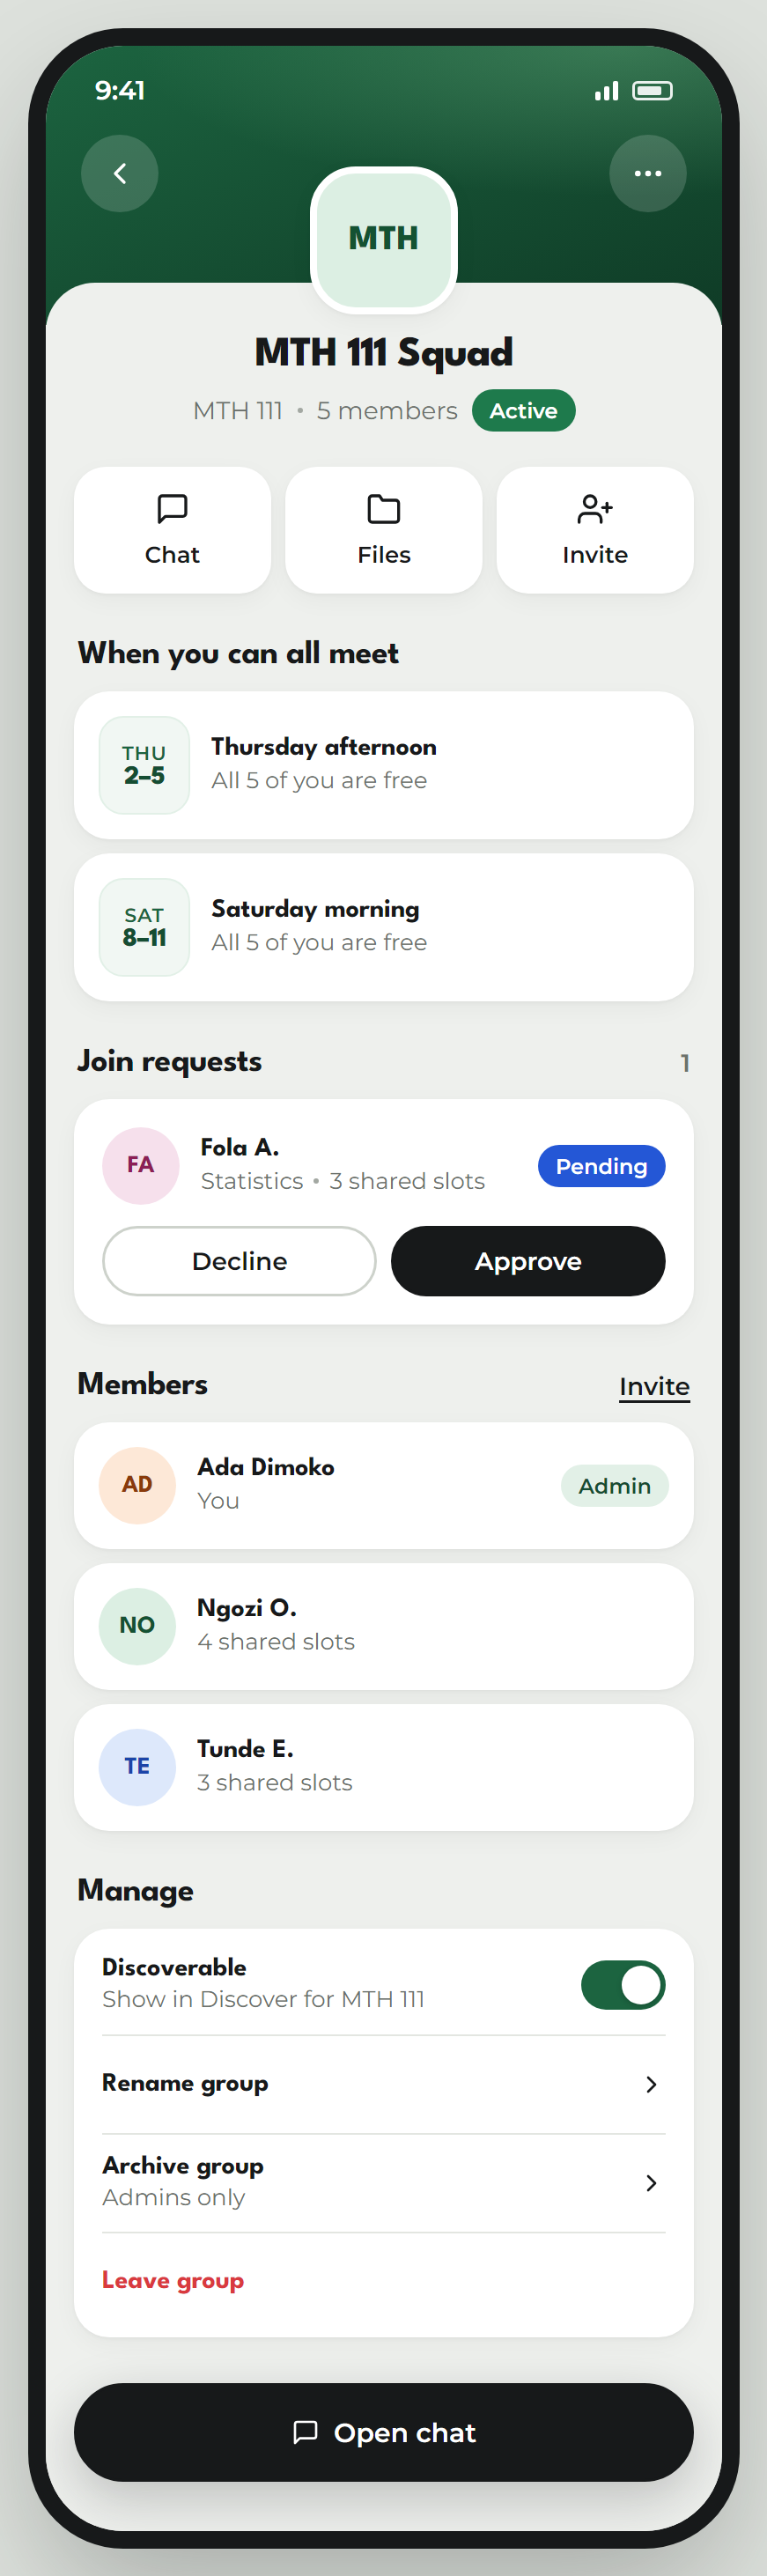 9:41
MTH
MTH 111 Squad
MTH 111 • 5 members Active
Chat Files Invite
When you can all meet
THU
2–5
Thursday afternoon
All 5 of you are free
SAT
8–11
Saturday morning
All 5 of you are free
Join requests 1
FA
Fola A.
Statistics • 3 shared slots
Pending
Decline Approve
Members Invite
AD
Ada Dimoko
You
Admin
NO
Ngozi O.
4 shared slots
TE
Tunde E.
3 shared slots
Manage
Discoverable
Show in Discover for MTH 111
Rename group
Archive group
Admins only
Leave group
Open chat